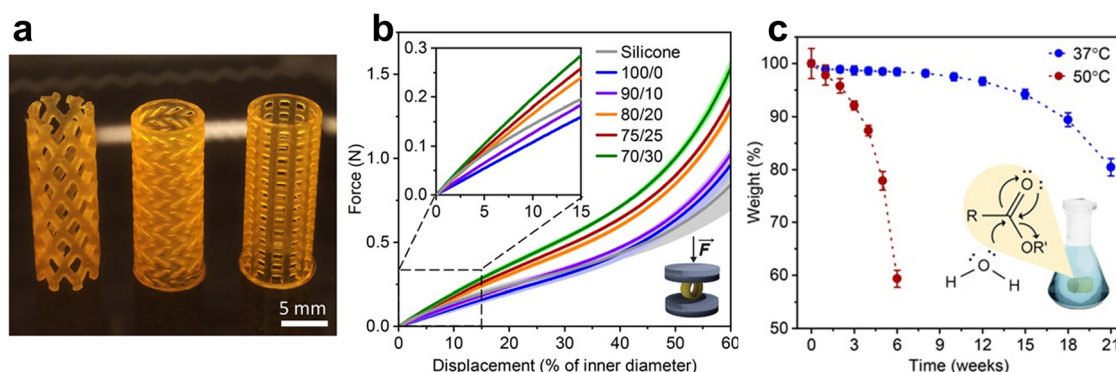 a
5 mm
b
Force (N)
1.5
1.0
0.5
0.0
0.3
0.2
0.1
0.0
0
5
10
15
Silicone
100/0
90/10
80/20
75/25
70/30
F
0
10
20
30
40
50
60
Displacement (% of inner diameter)
c
Weight (%)
100
90
80
70
60
50
37°C
50°C
R
O:
OR'
H
O
H
0
3
6
9
12
15
18
21
Time (weeks)